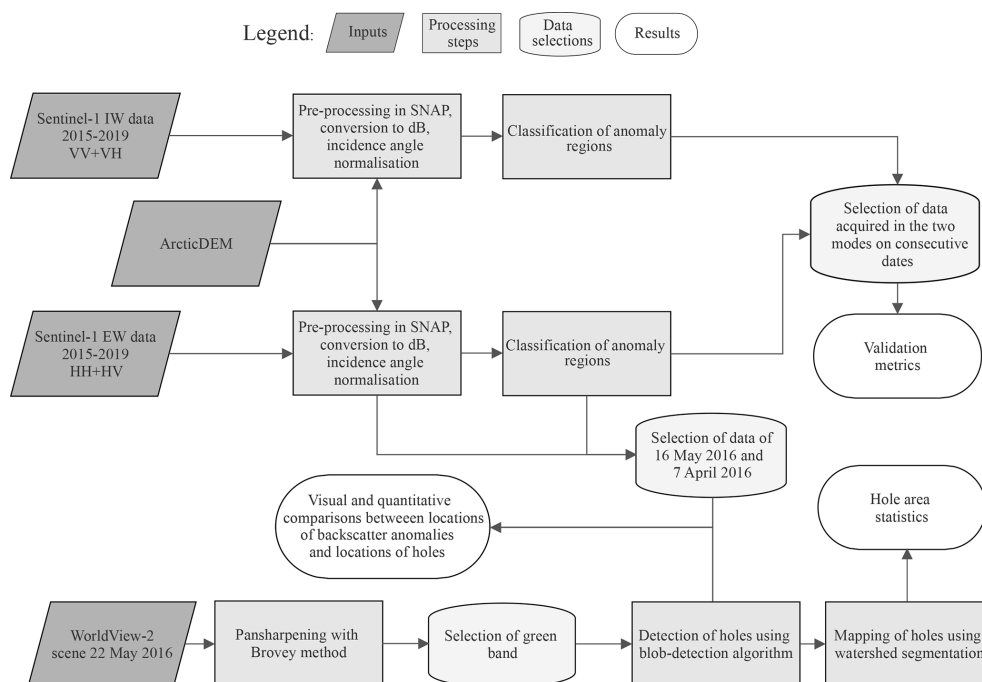 Legend:
Inputs
Processing
steps
Data
selections
Results
Sentinel-1 IW data
2015-2019
VV+VH
Pre-processing in SNAP,
conversion to dB,
incidence angle
normalisation
Classification of anomaly
regions
ArcticDEM
Selection of data
acquired in the two
modes on consecutive
dates
Sentinel-1 EW data
2015-2019
HH+HV
Pre-processing in SNAP,
conversion to dB,
incidence angle
normalisation
Classification of anomaly
regions
Validation
metrics
Selection of data of
16 May 2016 and
7 April 2016
Visual and quantitative
comparisons betweeen locations
of backscatter anomalies
and locations of holes
Hole area
statistics
WorldView-2
scene 22 May 2016
Pansharpening with
Brovey method
Selection of green
band
Detection of holes using
blob-detection algorithm
Mapping of holes using
watershed segmentation